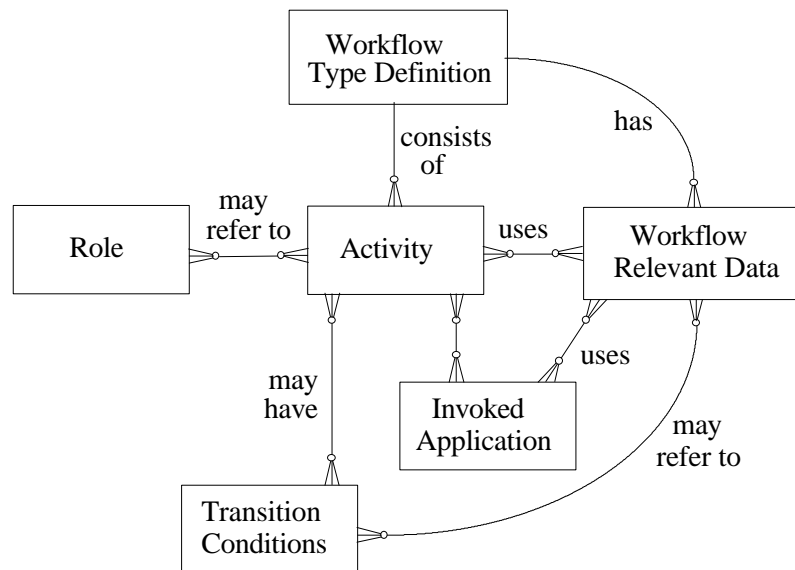 Workflow
Type Definition
has
consists
of
may
refer to
Role
Activity
uses
Workflow
Relevant Data
uses
may
have
Invoked
Application
may
refer to
Transition
Conditions